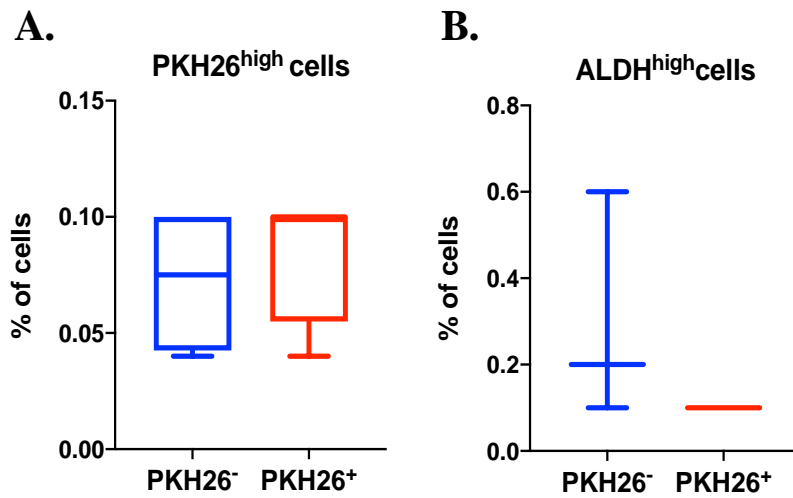 A.
PKH26high cells
% of cells
0.15
0.10
0.05
0.00
PKH26-
PKH26+
B.
ALDHhighcells
% of cells
0.8
0.6
0.4
0.2
0.0
PKH26-
PKH26+